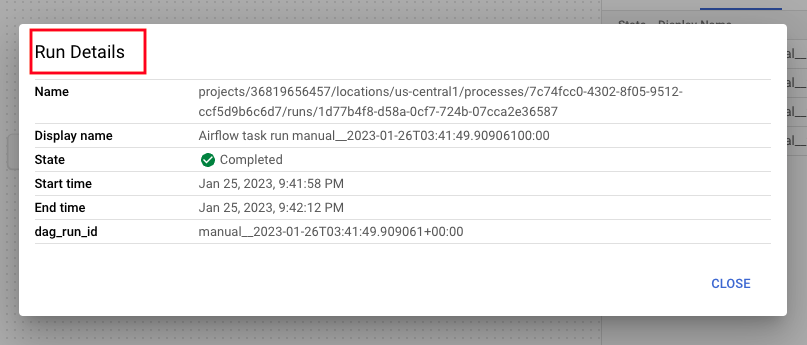 State Display Name
Run Details
Name projects/36819656457/locations/us-central1/processes/7c74fcc0-4302-8f05-9512-
ccf5d9b6c6d7/runs/1d77b4f8-d58a-0cf7-724b-07cca2e36587
Display name Airflow task run manual__2023-01-26T03:41:49.90906100:00
State Completed
Start time Jan 25, 2023, 9:41:58 PM
End time Jan 25, 2023, 9:42:12 PM
dag_run_id manual__2023-01-26T03:41:49.909061+00:00
CLOSE